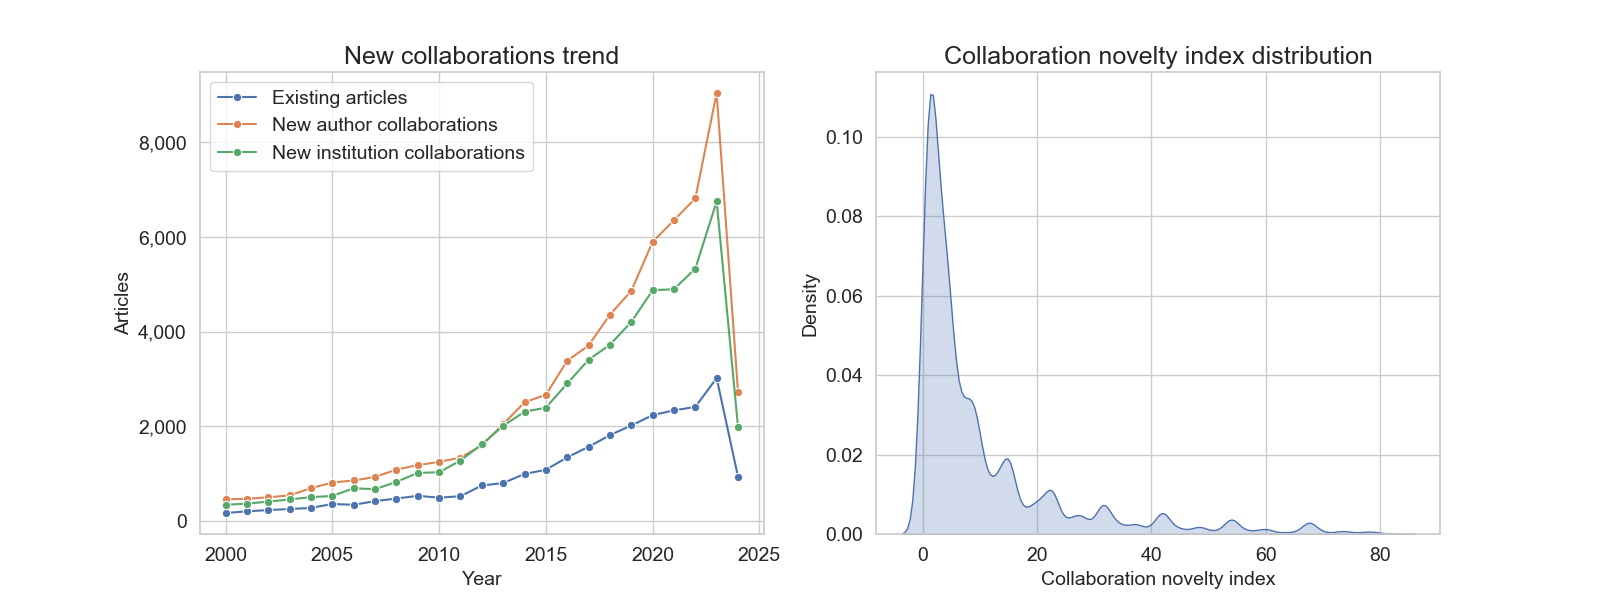 New collaborations trend
Existing articles
New author collaborations
New institution collaborations
8,000
6,000
4,000
2,000
0
Articles
2000 2005 2010 2015 2020 2025
Year
Collaboration novelty index distribution
0.10
0.08
0.06
0.04
0.02
0.00
Density
0 20 40 60 80
Collaboration novelty index